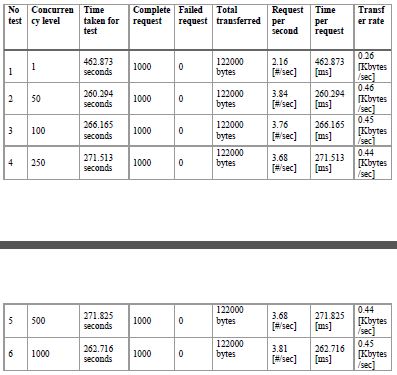 No test | Concurren cy level | Time taken for test | Complete request | Failed request | Total transferred | Request per second | Time per request | Transf er rate
1 | 1 | 462.873 seconds | 1000 | 0 | 122000 bytes | 2.16 [#/sec] | 462.873 [ms] | 0.26 [Kbytes /sec]
2 | 50 | 260.294 seconds | 1000 | 0 | 122000 bytes | 3.84 [#/sec] | 260.294 [ms] | 0.46 [Kbytes /sec]
3 | 100 | 266.165 seconds | 1000 | 0 | 122000 bytes | 3.76 [#/sec] | 266.165 [ms] | 0.45 [Kbytes /sec]
4 | 250 | 271.513 seconds | 1000 | 0 | 122000 bytes | 3.68 [#/sec] | 271.513 [ms] | 0.44 [Kbytes /sec]
5 | 500 | 271.825 seconds | 1000 | 0 | 122000 bytes | 3.68 [#/sec] | 271.825 [ms] | 0.44 [Kbytes /sec]
6 | 1000 | 262.716 seconds | 1000 | 0 | 122000 bytes | 3.81 [#/sec] | 262.716 [ms] | 0.45 [Kbytes /sec]